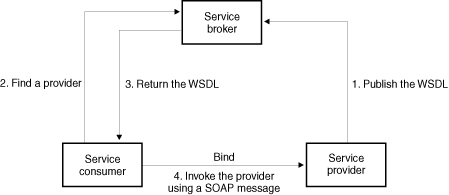 Service
broker
2. Find a provider
3. Return the WSDL
1. Publish the WSDL
Service
consumer
Bind
4. Invoke the provider
using a SOAP message
Service
provider